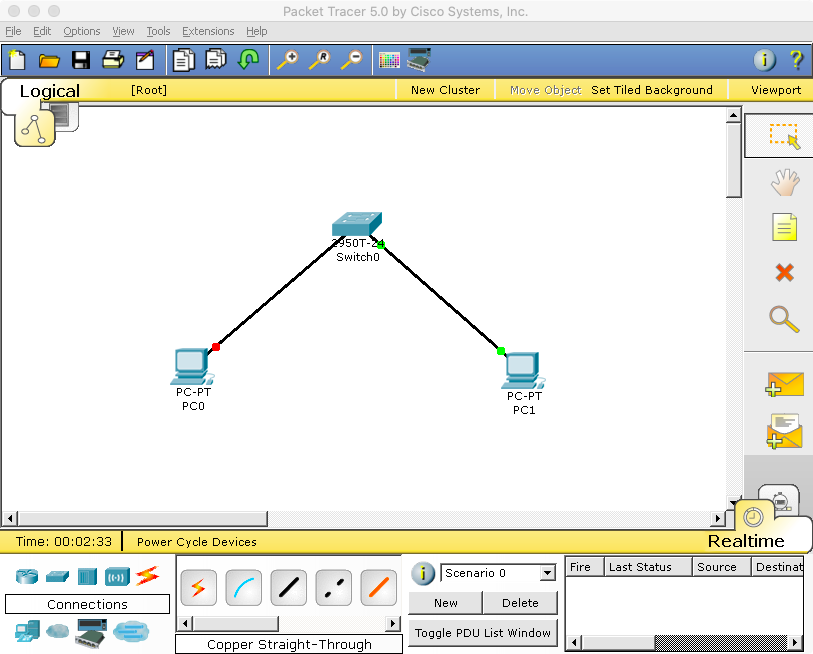 Packet Tracer 5.0 by Cisco Systems, Inc.
File Edit Options View Tools Extensions Help
Logical [Root] New Cluster Move Object Set Tiled Background Viewport
2950T-24
Switch0
PC-PT
PC0
PC-PT
PC1
Time: 00:02:33 Power Cycle Devices Realtime
Scenario 0
Fire Last Status Source Destinat
Connections
New Delete
Toggle PDU List Window
Copper Straight-Through